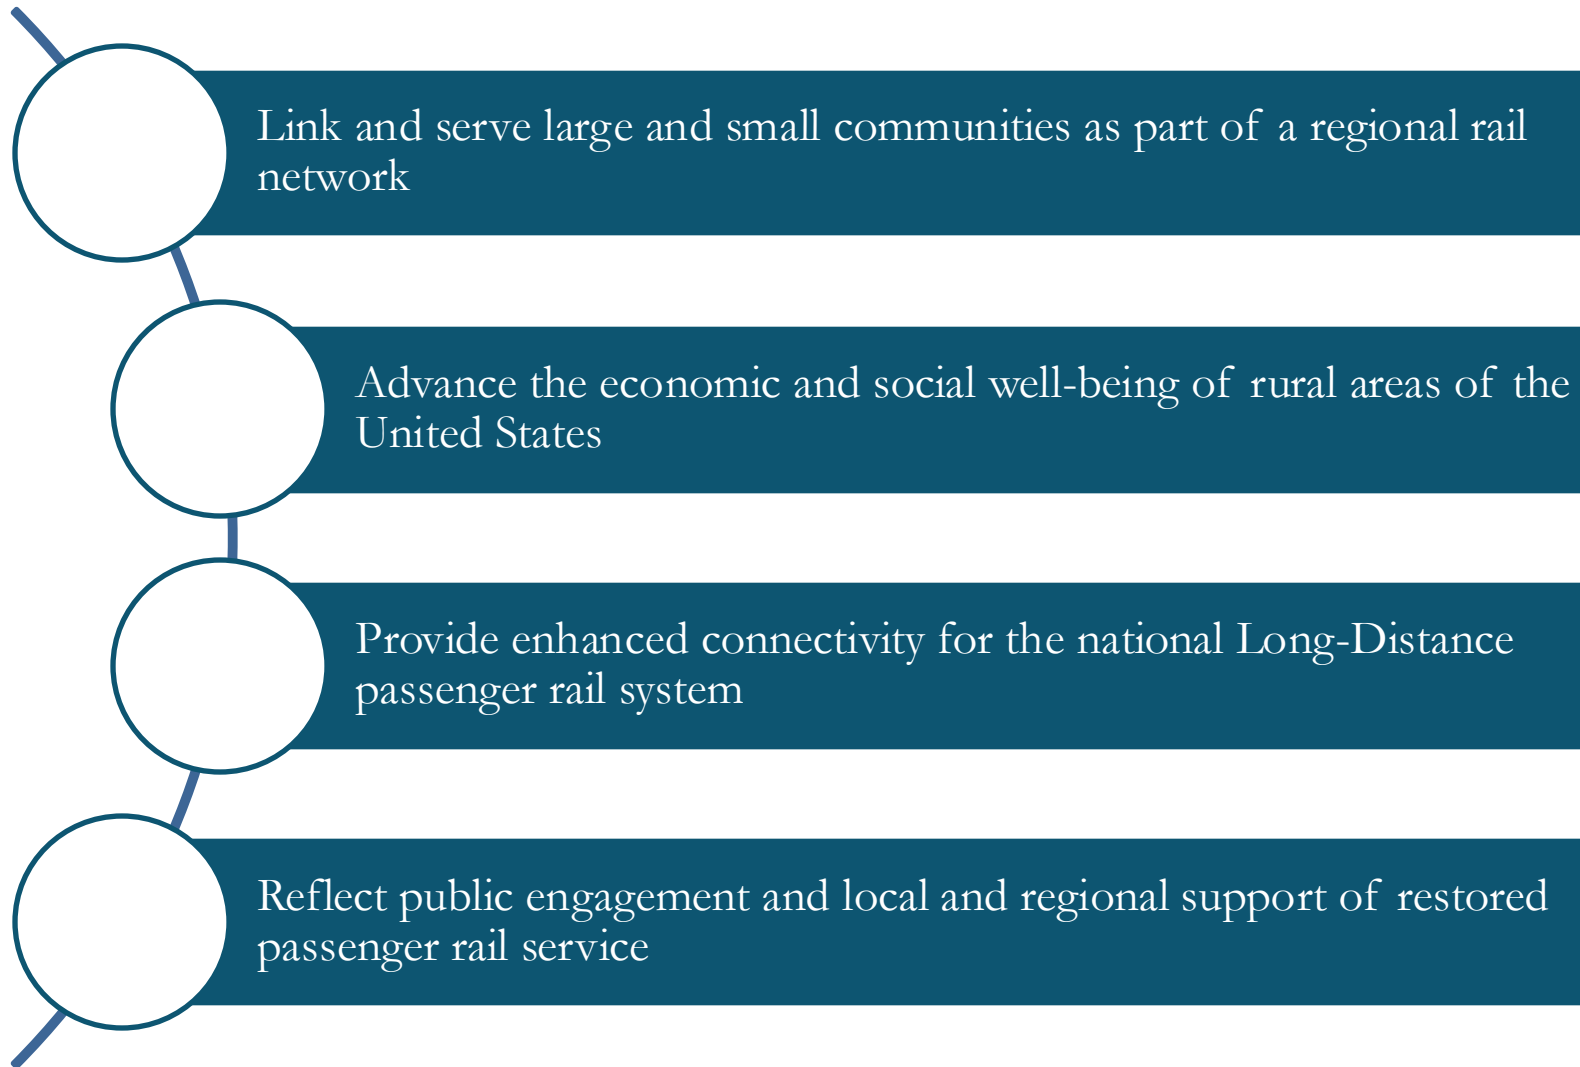 Link and serve large and small communities as part of a regional rail
network
Advance the economic and social well-being of rural areas of the
United States
Provide enhanced connectivity for the national Long-Distance
passenger rail system
Reflect public engagement and local and regional support of restored
passenger rail service